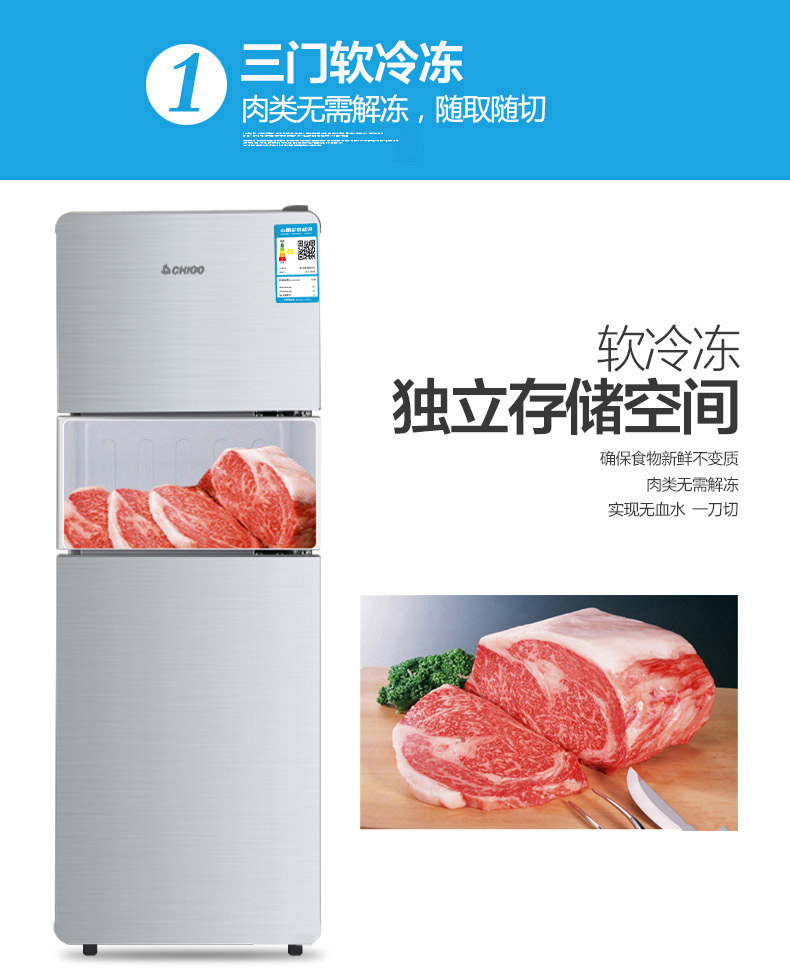 1
三门软冷冻
肉类无需解冻，随取随切
CHIGO
软冷冻
独立存储空间
确保食物新鲜不变质
肉类无需解冻
实现无血水 一刀切